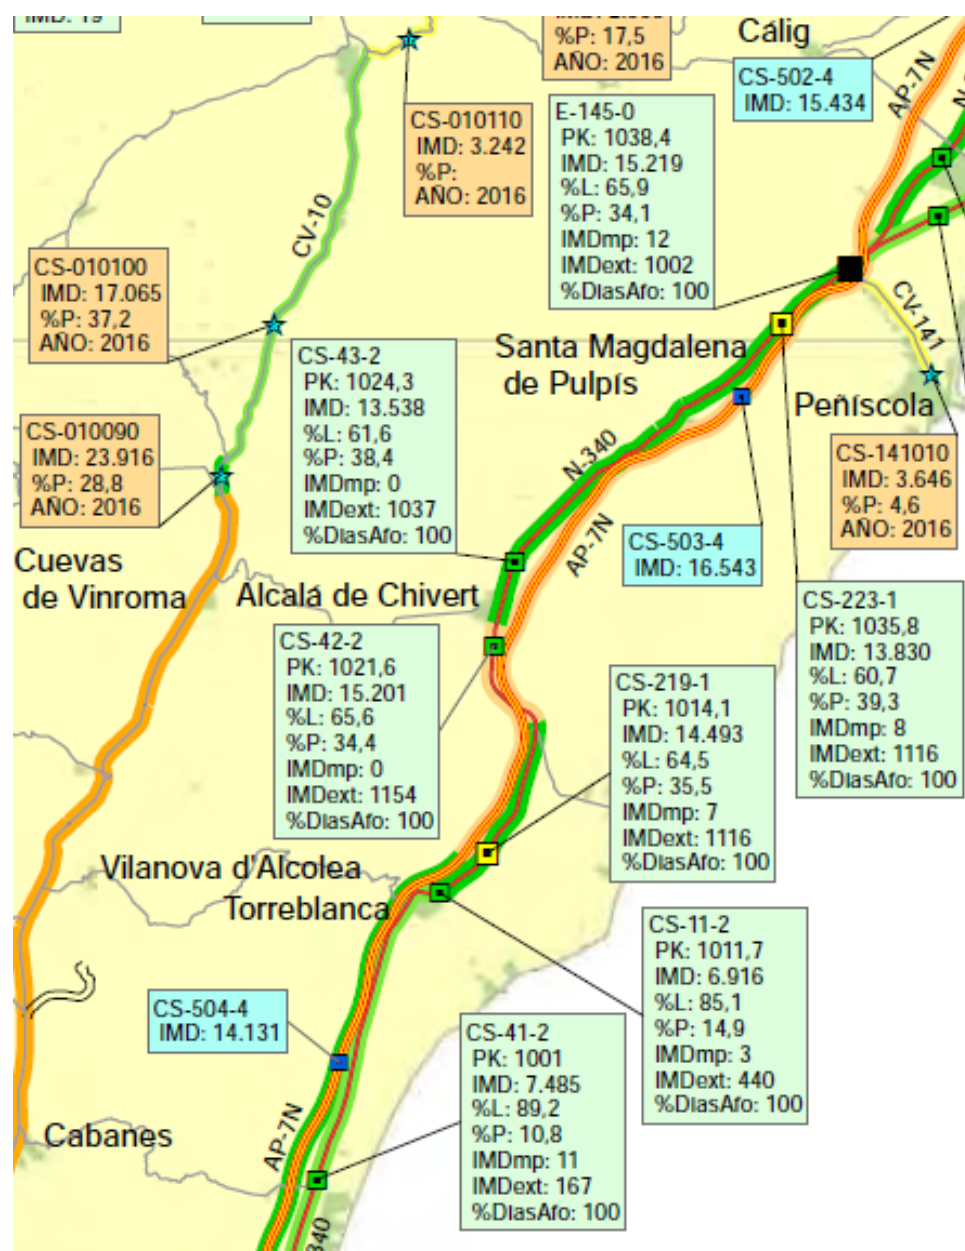 IMD: 19
%P: 17,5
AÑO: 2016
Cálig
CS-502-4
IMD: 15.434
AP-7N
CS-010110
IMD: 3.242
%P:
AÑO: 2016
E-145-0
PK: 1038,4
IMD: 15.219
%L: 65,9
%P: 34,1
IMDmp: 12
IMDext: 1002
%DiasAfo: 100
CV-10
CS-010100
IMD: 17.065
%P: 37,2
AÑO: 2016
CV-141
Santa Magdalena
de Pulpís
Peñíscola
CS-43-2
PK: 1024,3
IMD: 13.538
%L: 61,6
%P: 38,4
IMDmp: 0
IMDext: 1037
%DiasAfo: 100
CS-010090
IMD: 23.916
%P: 28,8
AÑO: 2016
N-340
AP-7N
CS-141010
IMD: 3.646
%P: 4,6
AÑO: 2016
CS-503-4
IMD: 16.543
Cuevas
de Vinroma
Alcalá de Chivert
CS-223-1
PK: 1035,8
IMD: 13.830
%L: 60,7
%P: 39,3
IMDmp: 8
IMDext: 1116
%DiasAfo: 100
CS-42-2
PK: 1021,6
IMD: 15.201
%L: 65,6
%P: 34,4
IMDmp: 0
IMDext: 1154
%DiasAfo: 100
CS-219-1
PK: 1014,1
IMD: 14.493
%L: 64,5
%P: 35,5
IMDmp: 7
IMDext: 1116
%DiasAfo: 100
Vilanova d'Alcolea
Torreblanca
CS-11-2
PK: 1011,7
IMD: 6.916
%L: 85,1
%P: 14,9
IMDmp: 3
IMDext: 440
%DiasAfo: 100
CS-504-4
IMD: 14.131
CS-41-2
PK: 1001
IMD: 7.485
%L: 89,2
%P: 10,8
IMDmp: 11
IMDext: 167
%DiasAfo: 100
Cabanes
AP-7N
340